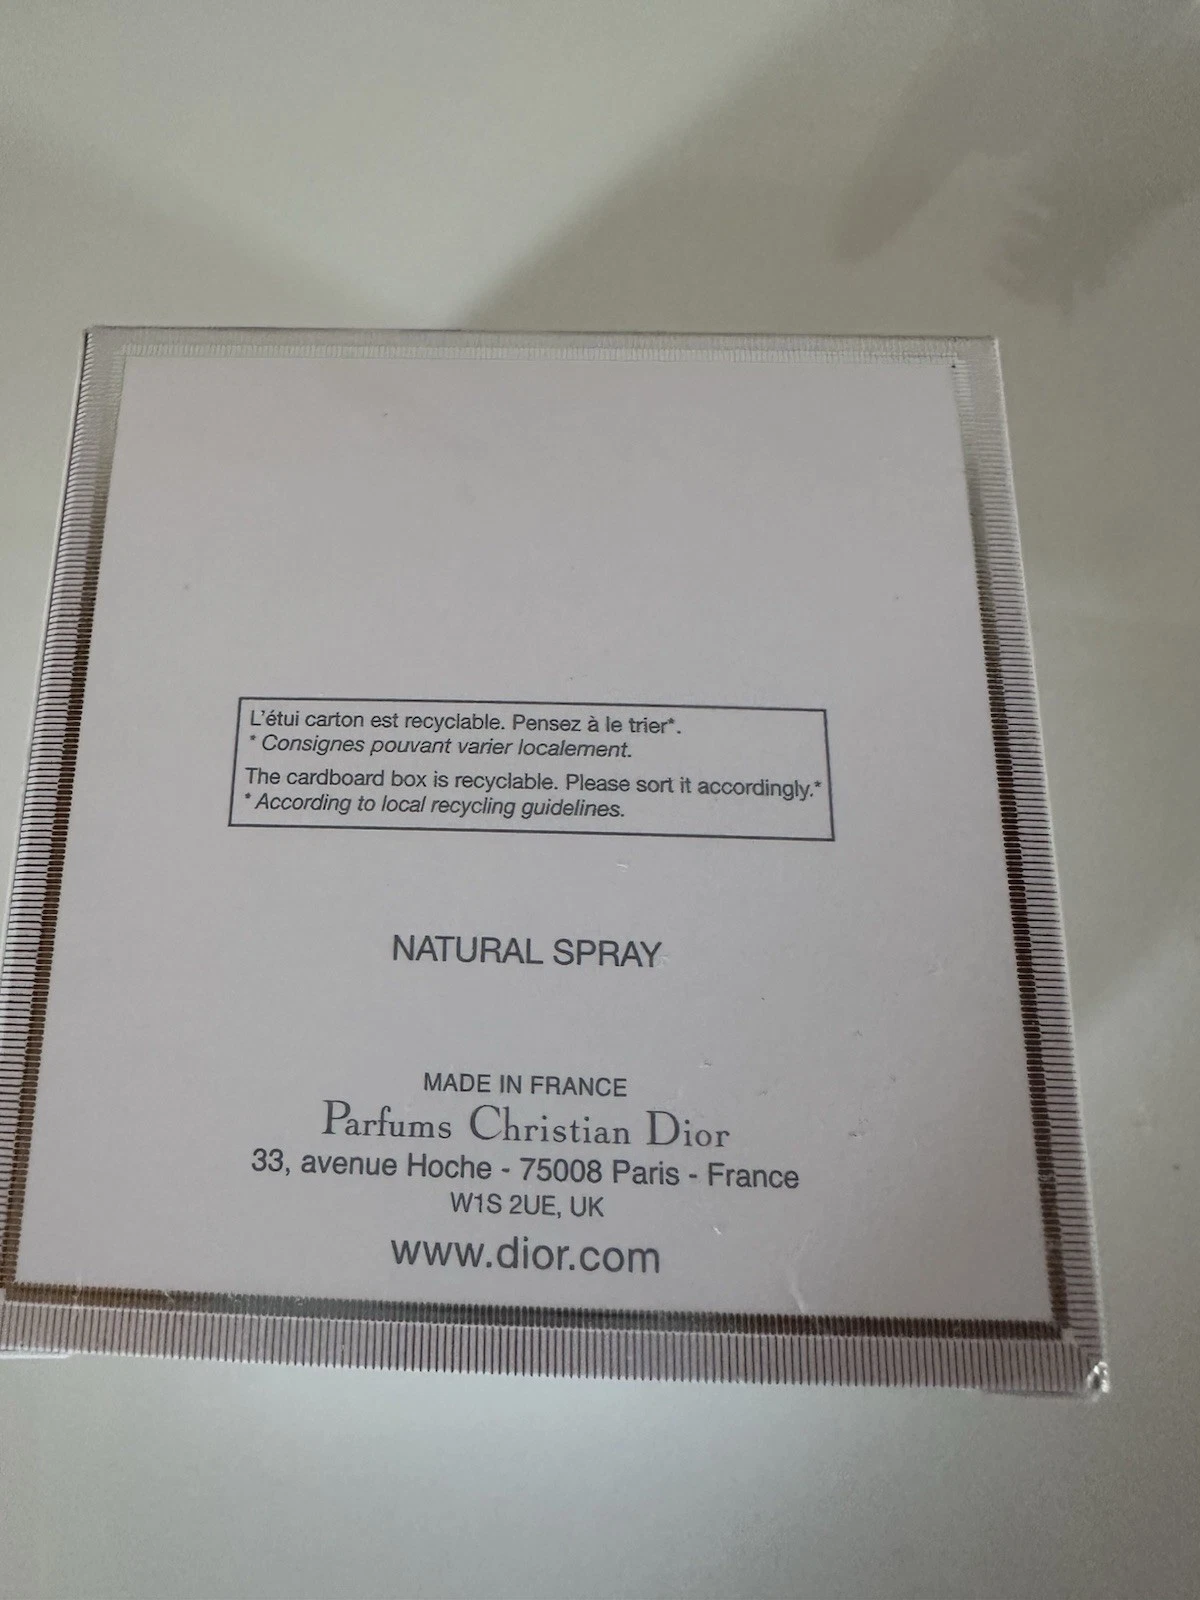 L'étui carton est recyclable. Pensez à le trier*.
* Consignes pouvant varier localement.
The cardboard box is recyclable. Please sort it accordingly.*
* According to local recycling guidelines.
NATURAL SPRAY
MADE IN FRANCE
Parfums Christian Dior
33, avenue Hoche - 75008 Paris - France
W1S 2UE, UK
www.dior.com